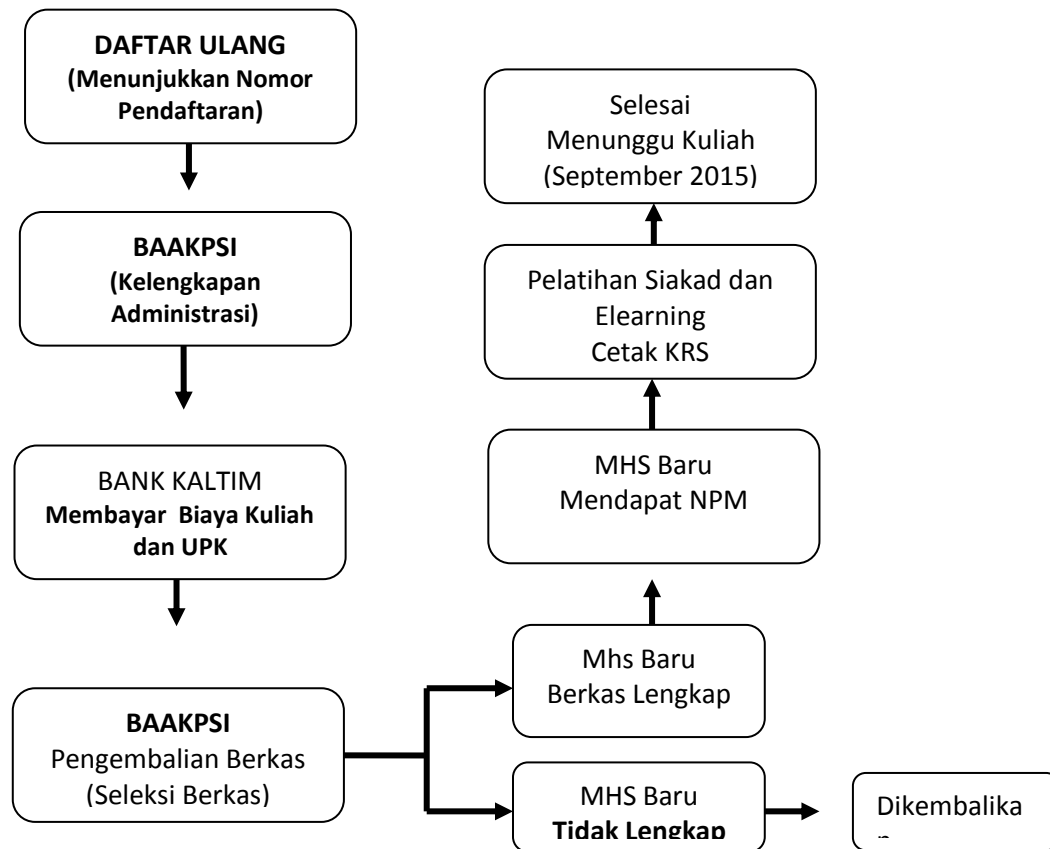 DAFTAR ULANG
(Menunjukkan Nomor
Pendaftaran)
BAAKPSI
(Kelengkapan
Administrasi)
BANK KALTIM
Membayar  Biaya Kuliah
dan UPK
BAAKPSI
Pengembalian Berkas
(Seleksi Berkas)
Mhs Baru
Berkas Lengkap
MHS Baru
Tidak Lengkap
Dikembalika
n
MHS Baru
Mendapat NPM
Pelatihan Siakad dan
Elearning
Cetak KRS
Selesai
Menunggu Kuliah
(September 2015)